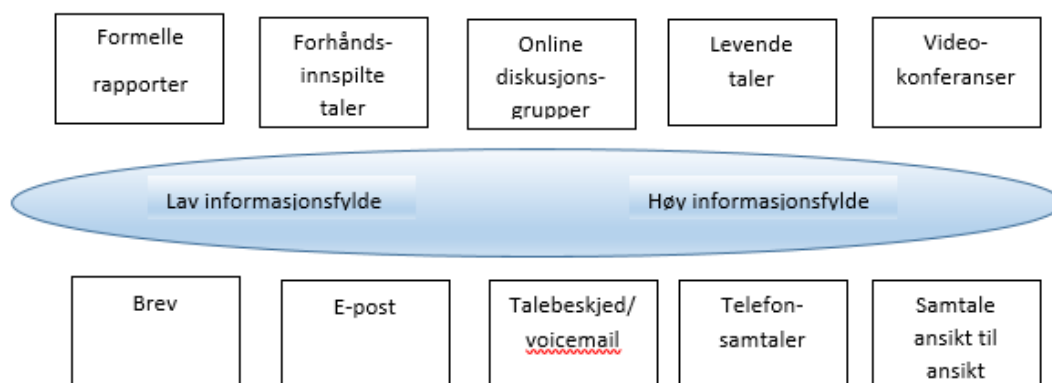 Formelle
rapporter
Forhånds-
innspilte
taler
Online
diskusjons-
grupper
Levende
taler
Video-
konferanser
Lav informasjonsfylde
Høy informasjonsfylde
Brev
E-post
Talebeskjed/
voicemail
Telefon-
samtaler
Samtale
ansikt til
ansikt